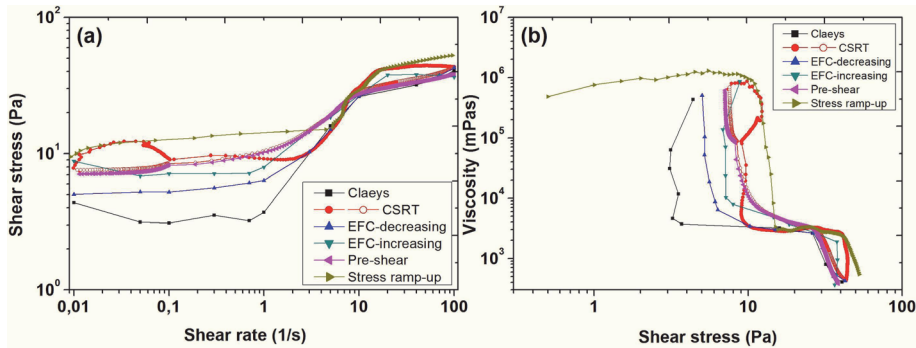 (a)
Shear stress (Pa)
10²
10¹
10⁰
0,01
0,1
1
10
100
Shear rate (1/s)
Claeys
CSRT
EFC-decreasing
EFC-increasing
Pre-shear
Stress ramp-up
(b)
Viscosity (mPas)
10⁷
10⁶
10⁵
10⁴
10³
1
10
100
Shear stress (Pa)
Claeys
CSRT
EFC-decreasing
EFC-increasing
Pre-shear
Stress ramp-up